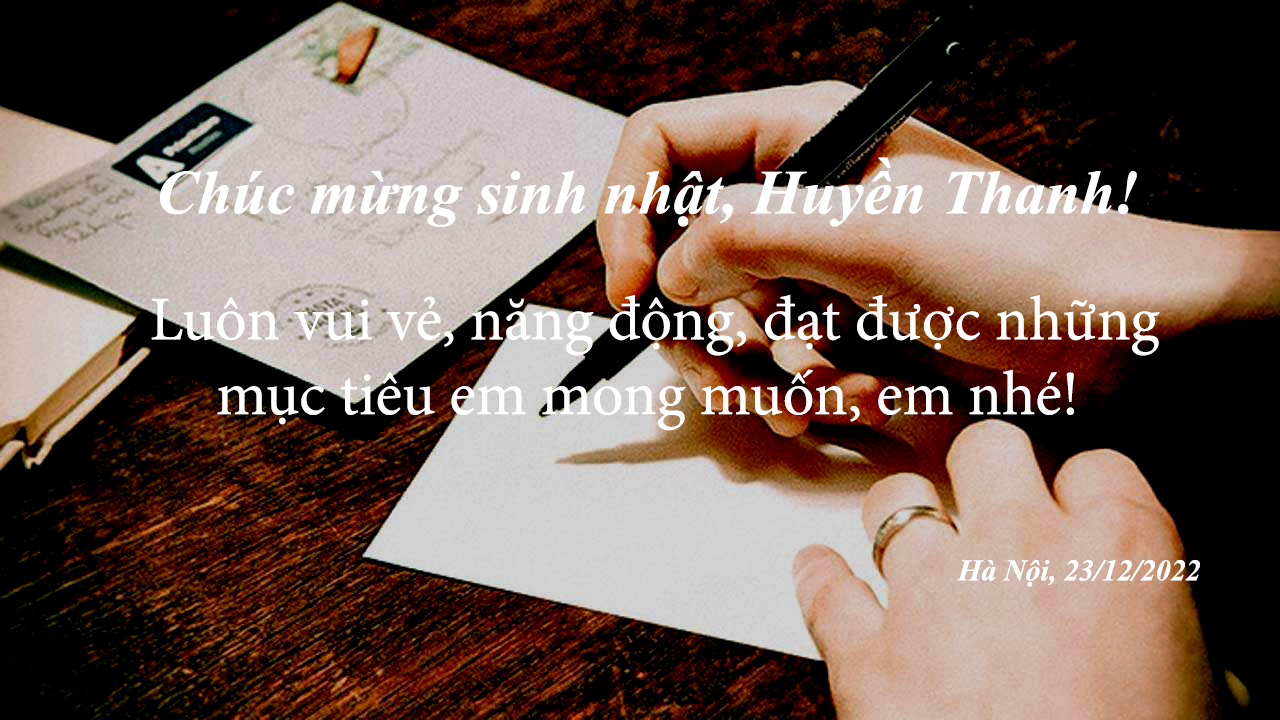 Chúc mừng sinh nhật, Huyền Thanh!
Luôn vui vẻ, năng động, đạt được những
mục tiêu em mong muốn, em nhé!
Hà Nội, 23/12/2022